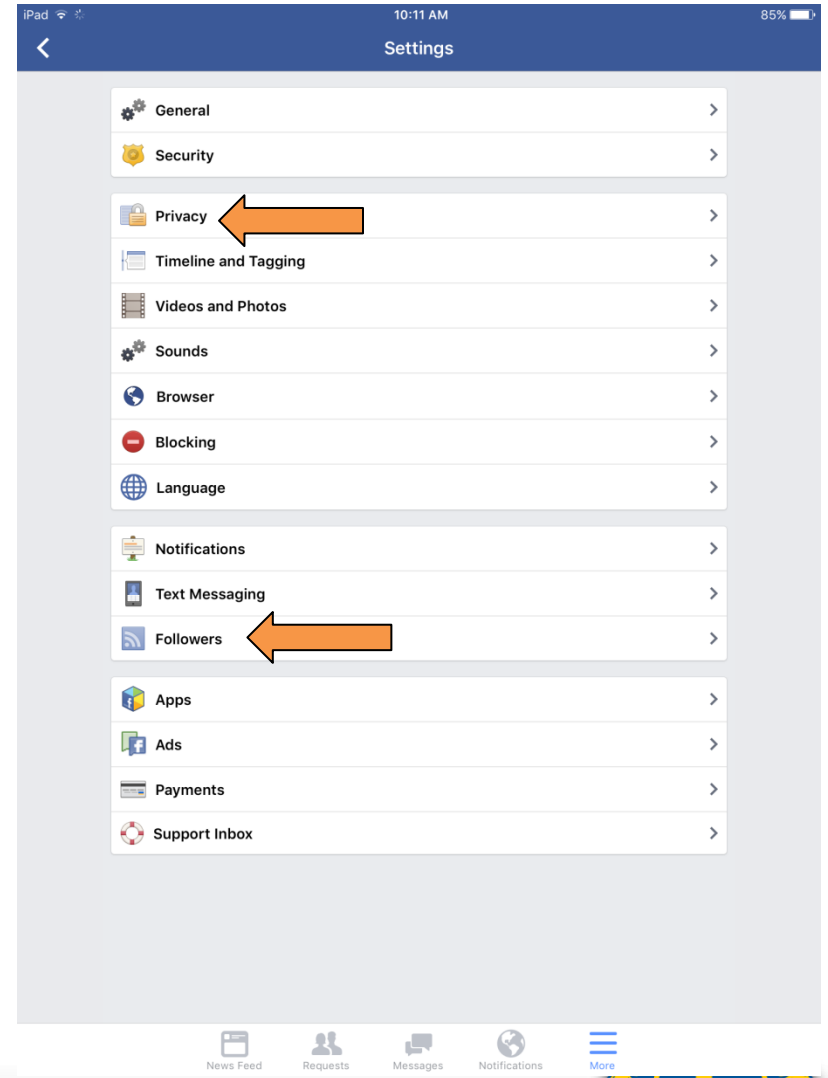 iPad 10:11 AM 85%
Settings
General
Security
Privacy
Timeline and Tagging
Videos and Photos
Sounds
Browser
Blocking
Language
Notifications
Text Messaging
Followers
Apps
Ads
Payments
Support Inbox
News Feed Requests Messages Notifications More